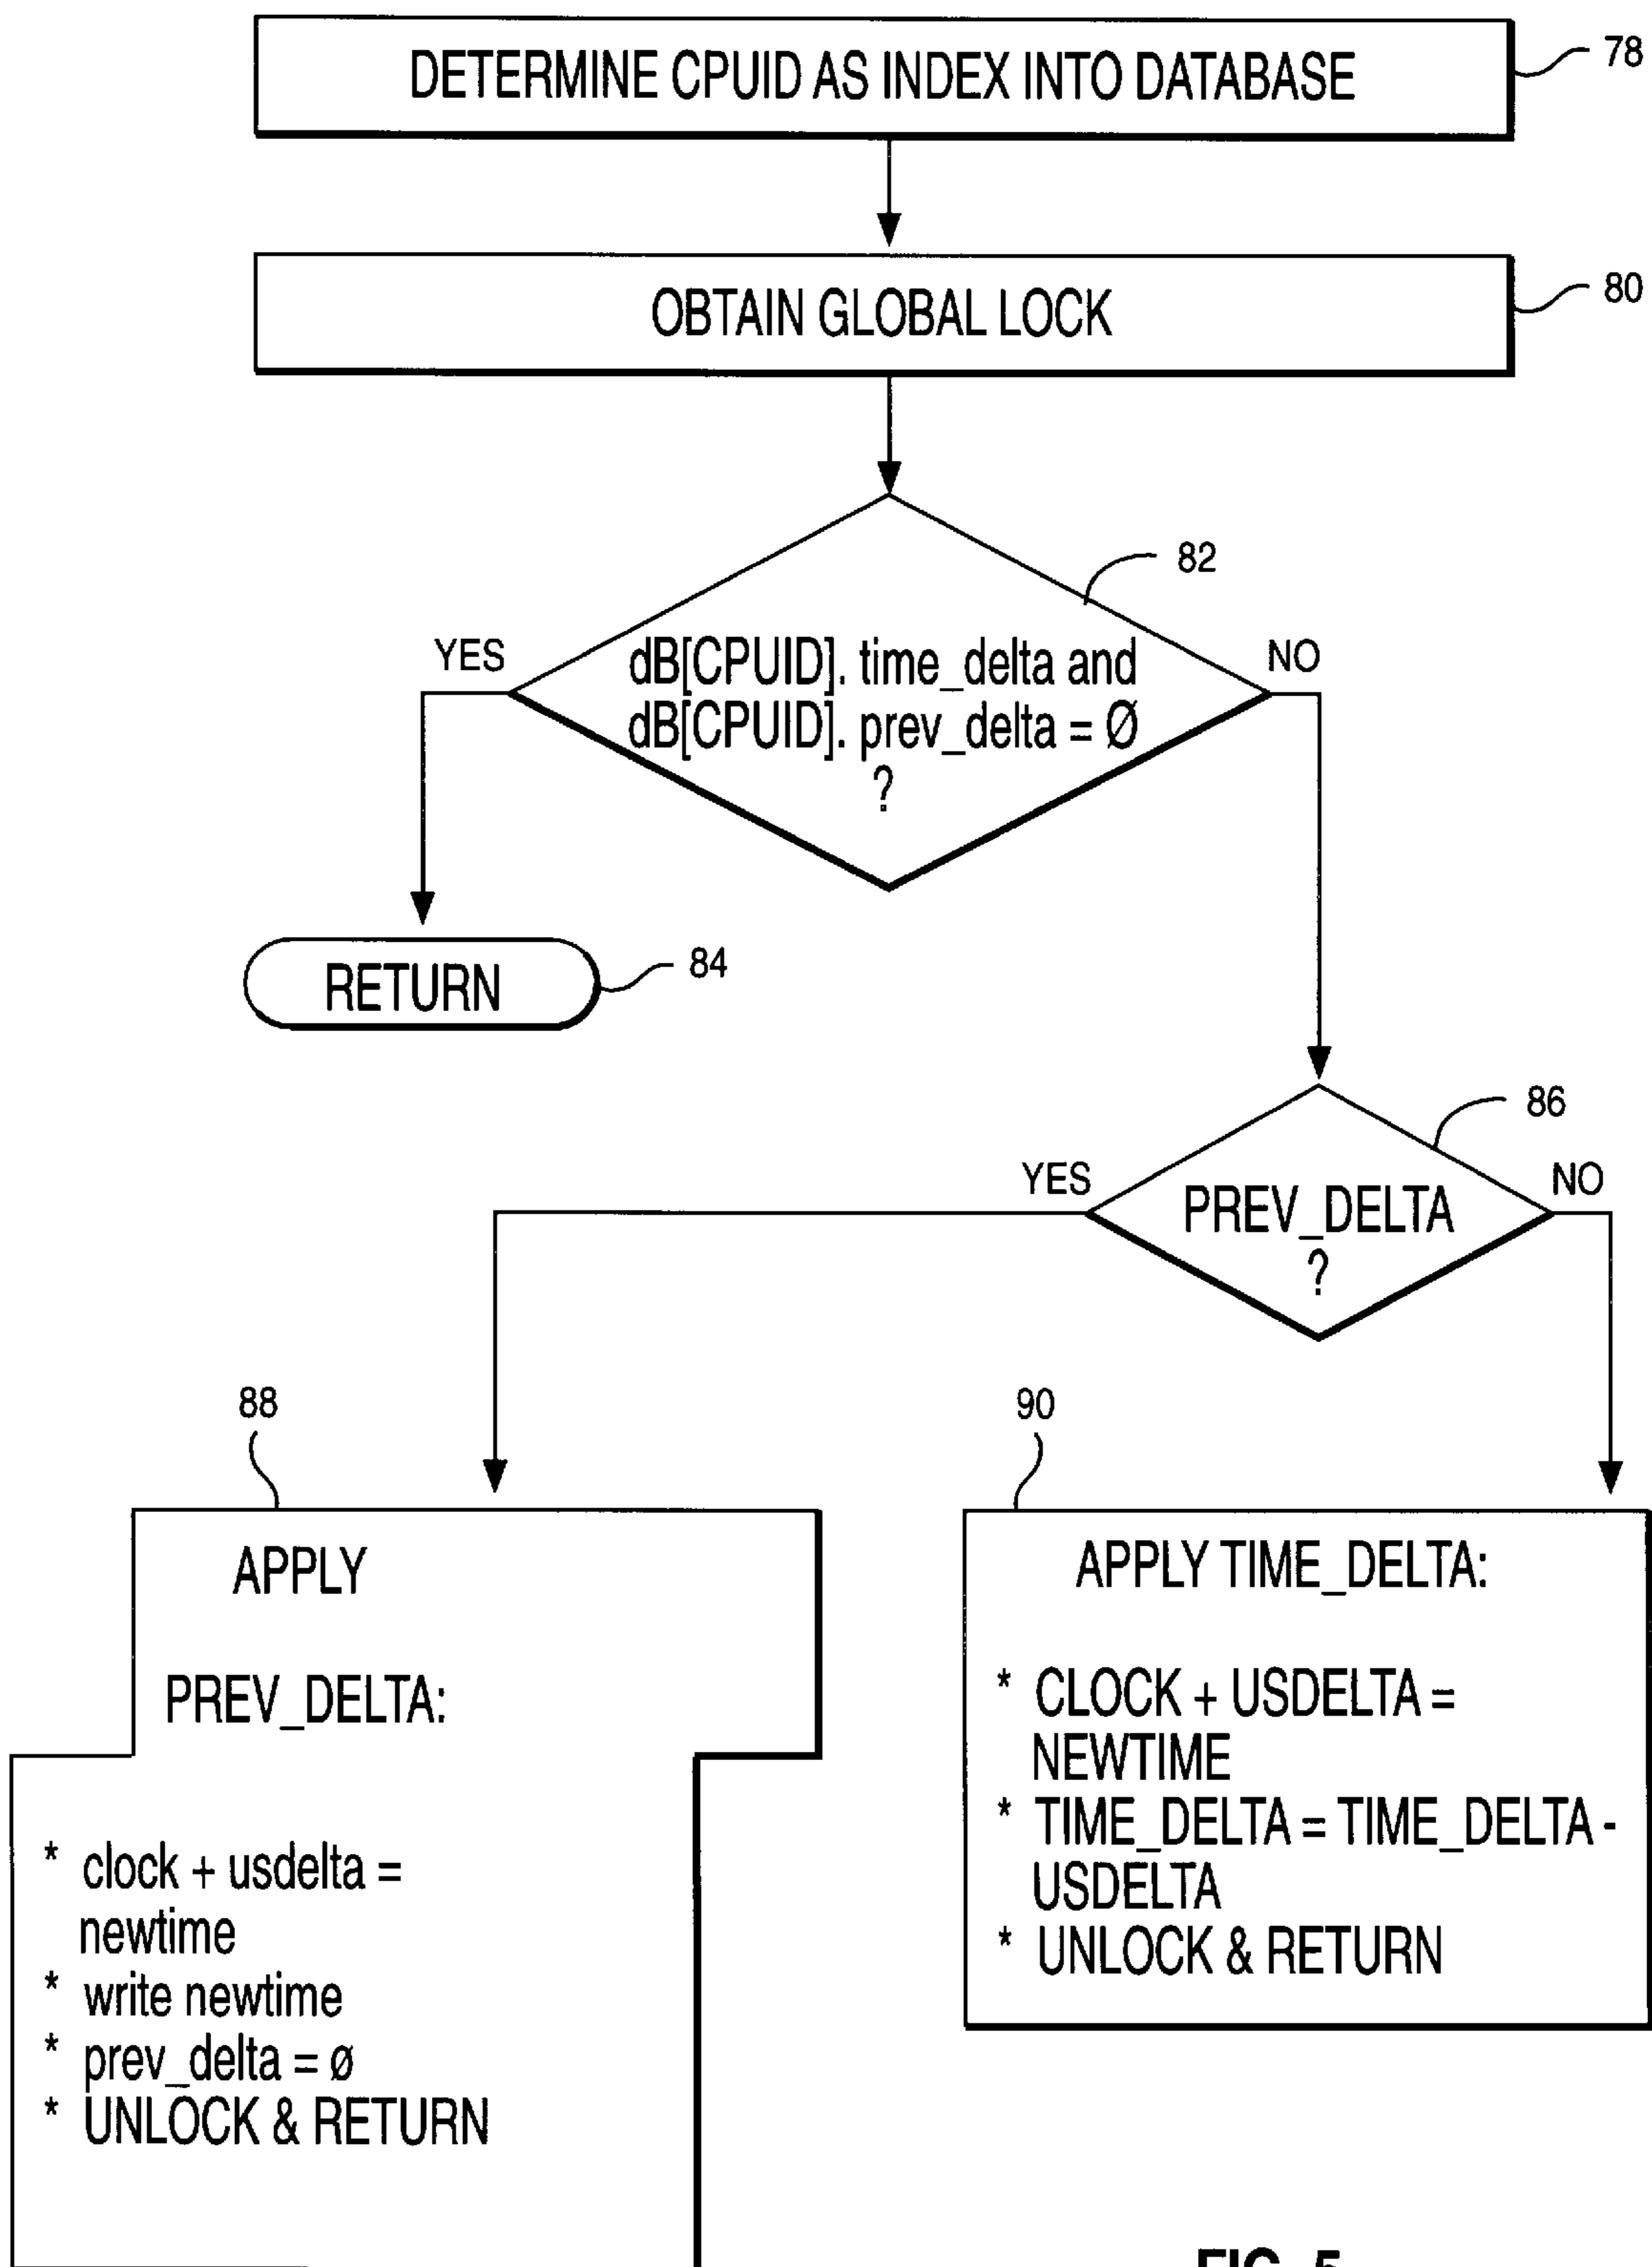 DETERMINE CPUID AS INDEX INTO DATABASE
78
OBTAIN GLOBAL LOCK
80
82
YES
NO
dB[CPUID]. time_delta and
dB[CPUID]. prev_delta = Ø
?
RETURN
84
86
YES
NO
PREV_DELTA
?
88
APPLY
PREV_DELTA:
* clock + usdelta =
newtime
* write newtime
* prev_delta = ø
* UNLOCK & RETURN
90
APPLY TIME_DELTA:
* CLOCK + USDELTA =
NEWTIME
* TIME_DELTA = TIME_DELTA -
USDELTA
* UNLOCK & RETURN
FIG. 5